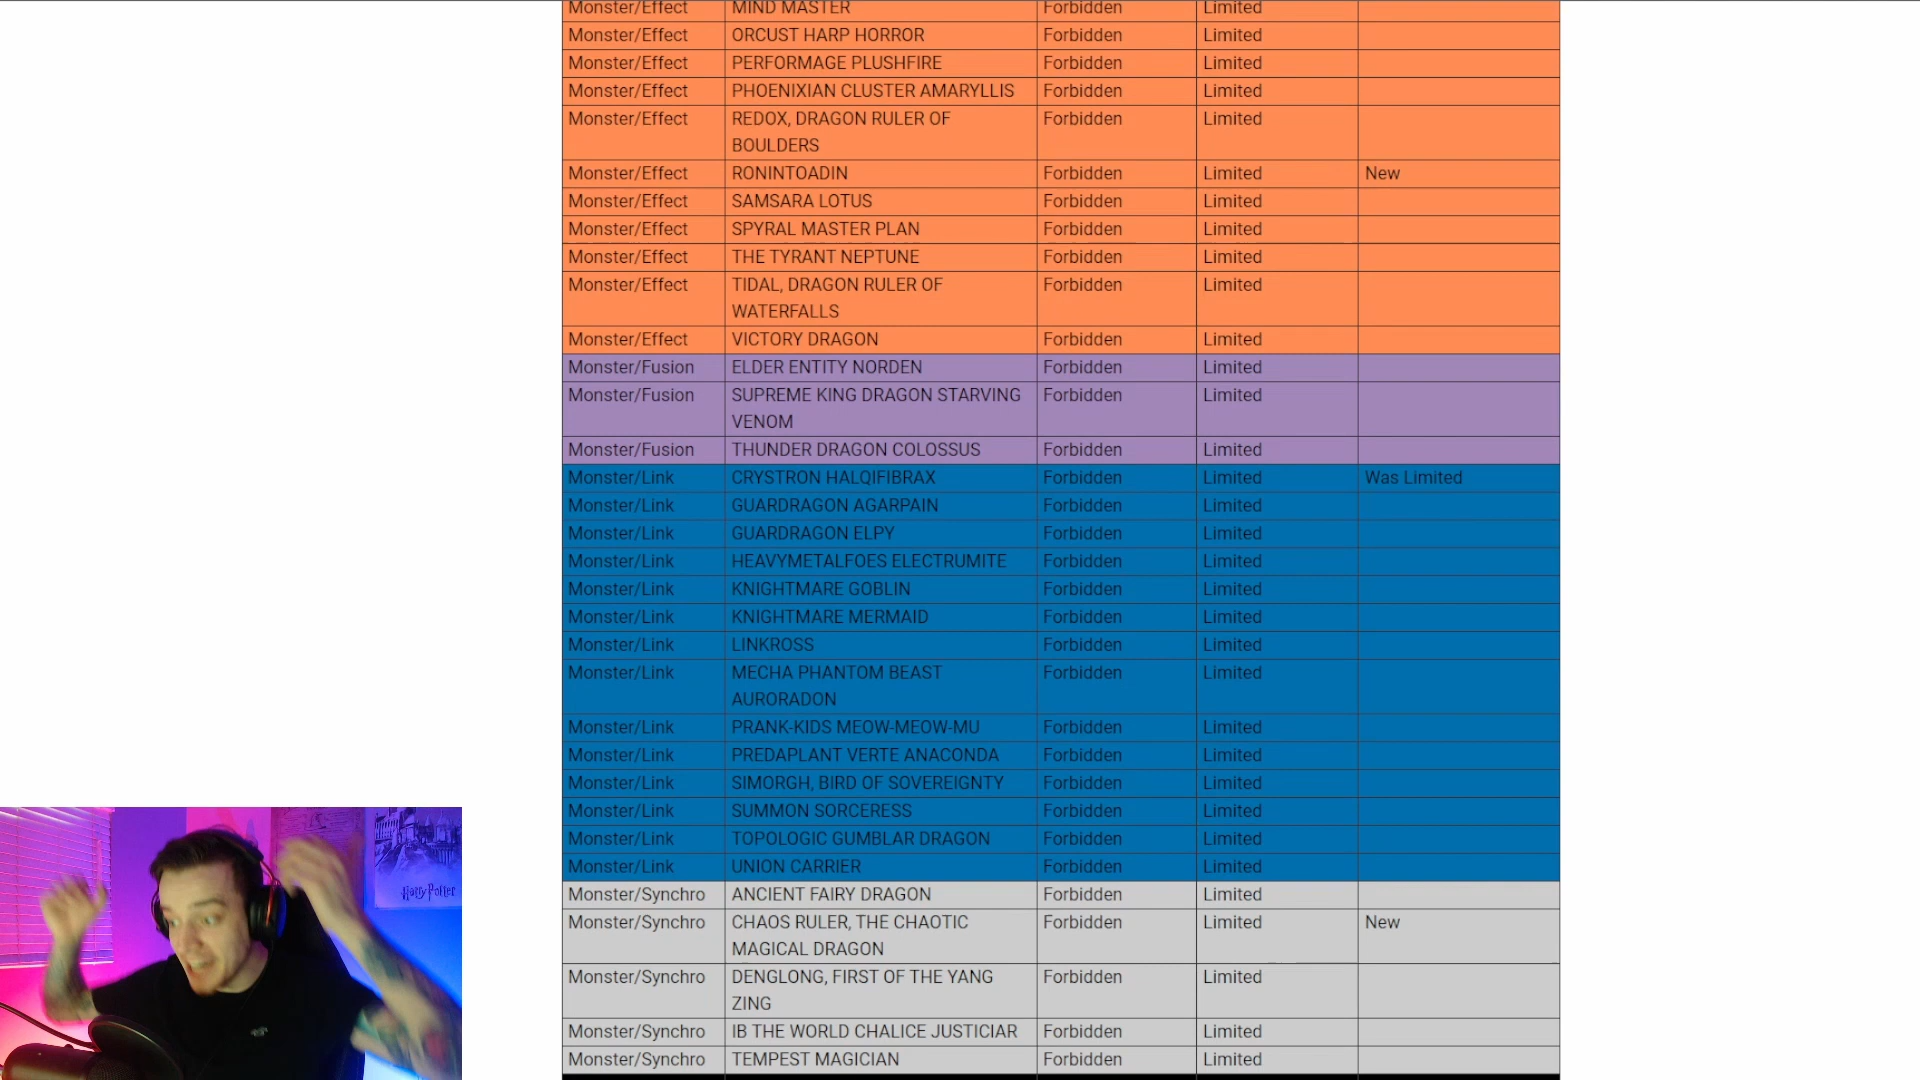 Monster/Effect MIND MASTER Forbidden Limited
Monster/Effect ORCUST HARP HORROR Forbidden Limited
Monster/Effect PERFORMAGE PLUSHFIRE Forbidden Limited
Monster/Effect PHOENIXIAN CLUSTER AMARYLLIS Forbidden Limited
Monster/Effect REDOX, DRAGON RULER OF Forbidden Limited
BOULDERS
Monster/Effect RONINTOADIN Forbidden Limited New
Monster/Effect SAMSARA LOTUS Forbidden Limited
Monster/Effect SPYRAL MASTER PLAN Forbidden Limited
Monster/Effect THE TYRANT NEPTUNE Forbidden Limited
Monster/Effect TIDAL, DRAGON RULER OF Forbidden Limited
WATERFALLS
Monster/Effect VICTORY DRAGON Forbidden Limited
Monster/Fusion ELDER ENTITY NORDEN Forbidden Limited
Monster/Fusion SUPREME KING DRAGON STARVING Forbidden Limited
VENOM
Monster/Fusion THUNDER DRAGON COLOSSUS Forbidden Limited
Monster/Link CRYSTRON HALQIFIBRAX Forbidden Limited Was Limited
Monster/Link GUARDRAGON AGARPAIN Forbidden Limited
Monster/Link GUARDRAGON ELPY Forbidden Limited
Monster/Link HEAVYMETALFOES ELECTRUMITE Forbidden Limited
Monster/Link KNIGHTMARE GOBLIN Forbidden Limited
Monster/Link KNIGHTMARE MERMAID Forbidden Limited
Monster/Link LINKROSS Forbidden Limited
Monster/Link MECHA PHANTOM BEAST Forbidden Limited
AURORADON
Monster/Link PRANK-KIDS MEOW-MEOW-MU Forbidden Limited
Monster/Link PREDAPLANT VERTE ANACONDA Forbidden Limited
Monster/Link SIMORGH, BIRD OF SOVEREIGNTY Forbidden Limited
Monster/Link SUMMON SORCERESS Forbidden Limited
Monster/Link TOPOLOGIC GUMBLAR DRAGON Forbidden Limited
Monster/Link UNION CARRIER Forbidden Limited
Monster/Synchro ANCIENT FAIRY DRAGON Forbidden Limited
Monster/Synchro CHAOS RULER, THE CHAOTIC Forbidden Limited New
MAGICAL DRAGON
Monster/Synchro DENGLONG, FIRST OF THE YANG Forbidden Limited
ZING
Monster/Synchro IB THE WORLD CHALICE JUSTICIAR Forbidden Limited
Monster/Synchro TEMPEST MAGICIAN Forbidden Limited
Harry Potter